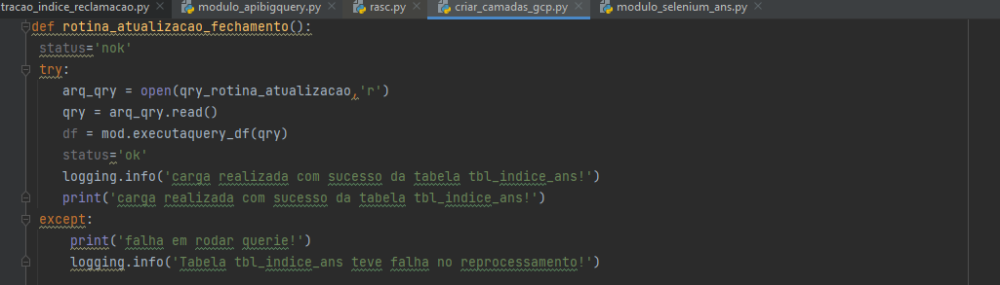 tracao_indice_reclamacao.py modulo_apibigquery.py rasc.py criar_camadas_gcp.py modulo_selenium_ans.py
def rotina_atualizacao_fechamento():
status='nok'
try:
arq_qry = open(qry_rotina_atualizacao,'r')
qry = arq_qry.read()
df = mod.executaquery_df(qry)
status='ok'
logging.info('carga realizada com sucesso da tabela tbl_indice_ans!')
print('carga realizada com sucesso da tabela tbl_indice_ans!')
except:
print('falha em rodar querie!')
logging.info('Tabela tbl_indice_ans teve falha no reprocessamento!')